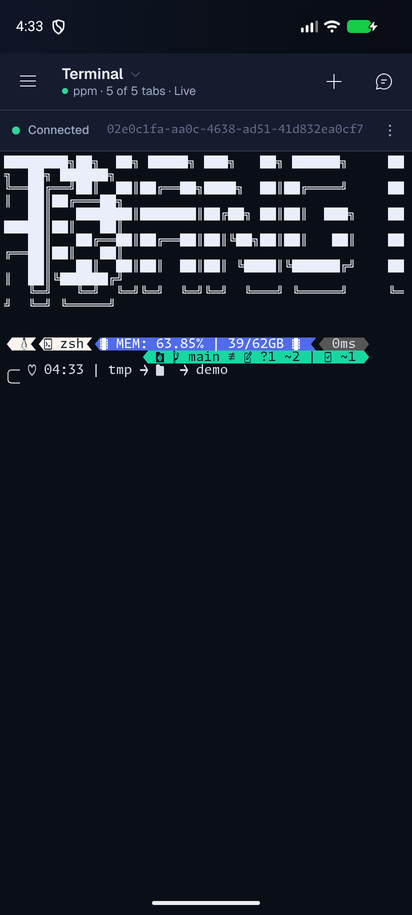 4:33
Terminal
ppm · 5 of 5 tabs · Live
Connected 02e0c1fa-aa0c-4638-ad51-41d832ea0cf7
zsh MEM: 63.85% | 39/62GB 0ms
main ≢ ?1 ~2 | ~1
04:33 | tmp → → demo